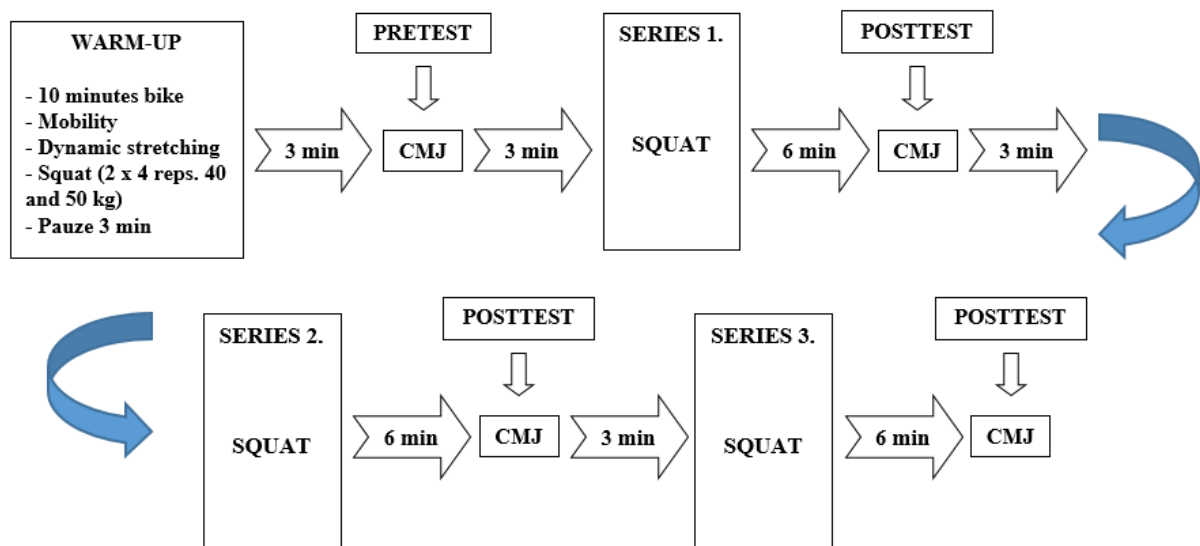 WARM-UP
- 10 minutes bike
- Mobility
- Dynamic stretching
- Squat (2 x 4 reps. 40
and 50 kg)
- Pauze 3 min
3 min
PRETEST
CMJ
3 min
SERIES 1.
SQUAT
6 min
POSTTEST
CMJ
3 min
SERIES 2.
SQUAT
6 min
POSTTEST
CMJ
3 min
SERIES 3.
SQUAT
6 min
POSTTEST
CMJ